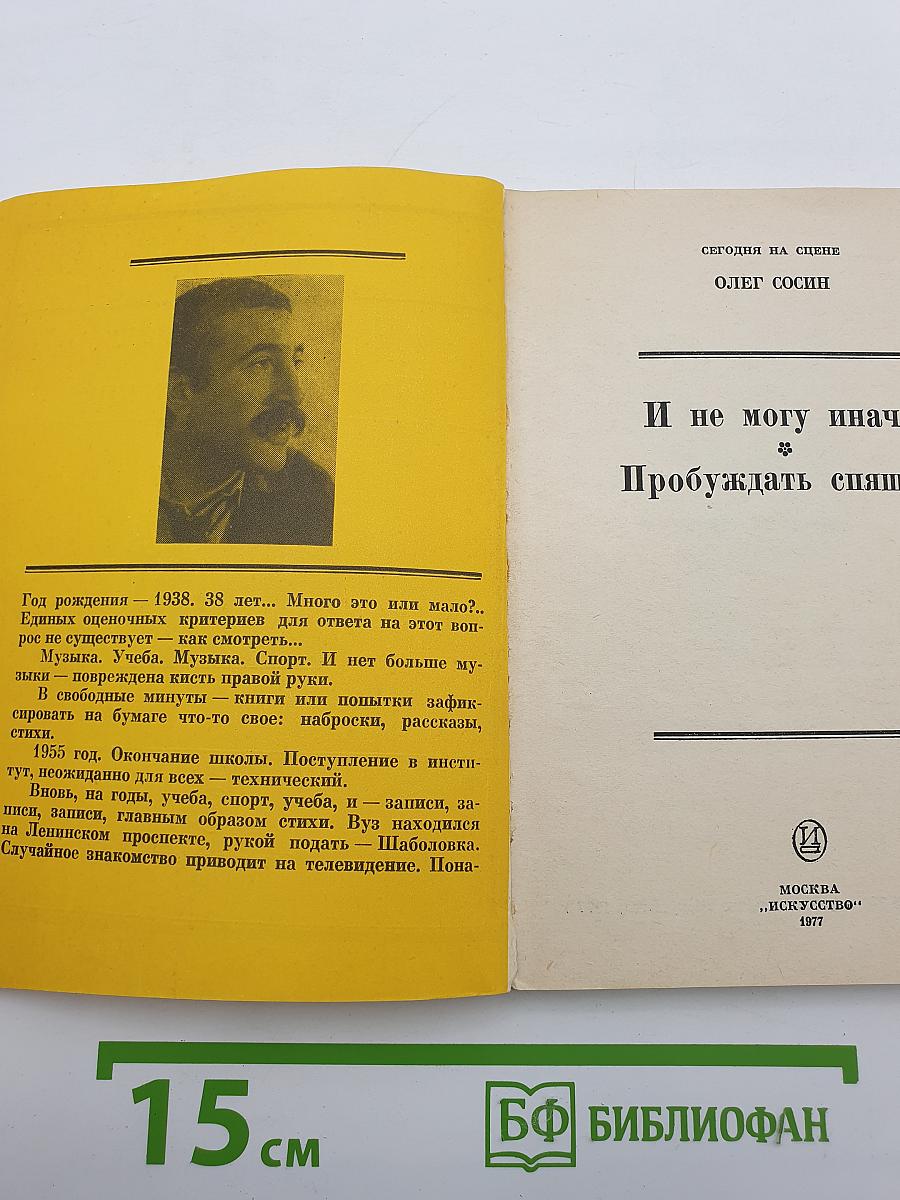 Год рождения — 1938. 38 лет... Много это или мало?..
Единых оценочных критериев для ответа на этот воп-
рос не существует — как смотреть...
Музыка. Учеба. Музыка. Спорт. И нет больше му-
зыки — повреждена кисть правой руки.
В свободные минуты — книги или попытки зафик-
сировать на бумаге что-то свое: наброски, рассказы,
стихи.
1955 год. Окончание школы. Поступление в инсти-
тут, неожиданно для всех — технический.
Вновь, на годы, учеба, спорт, учеба, и — записи, за-
писи, записи, главным образом стихи. Вуз находился
на Ленинском проспекте, рукой подать — Шаболовка.
Случайное знакомство приводит на телевидение. Пона-
СЕГОДНЯ НА СЦЕНЕ
ОЛЕГ СОСИН
И не могу инач
Пробуждать спящ
И
МОСКВА
„ИСКУССТВО“
1977
15 см
БФ БИБЛИОФАН